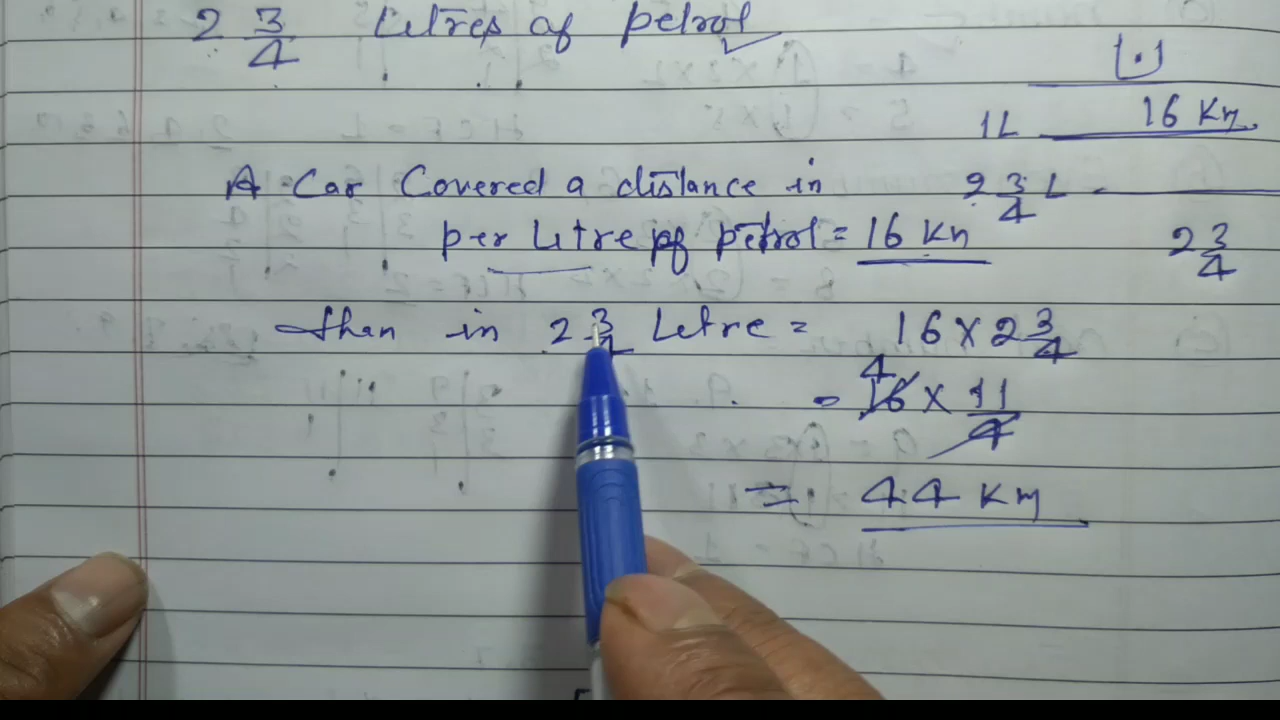 2 3/4 Litres of petrol
1L 16 Km.
A Car Covered a distance in 2 3/4 L
per Litre of petrol = 16 Km 2 3/4
than in 2 3/4 Litre = 16 × 2 3/4
= 16 × 11/4
4
= 44 Km